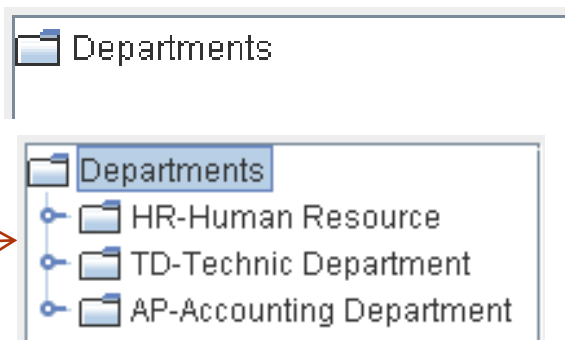 Departments
Departments
HR-Human Resource
TD-Technic Department
AP-Accounting Department